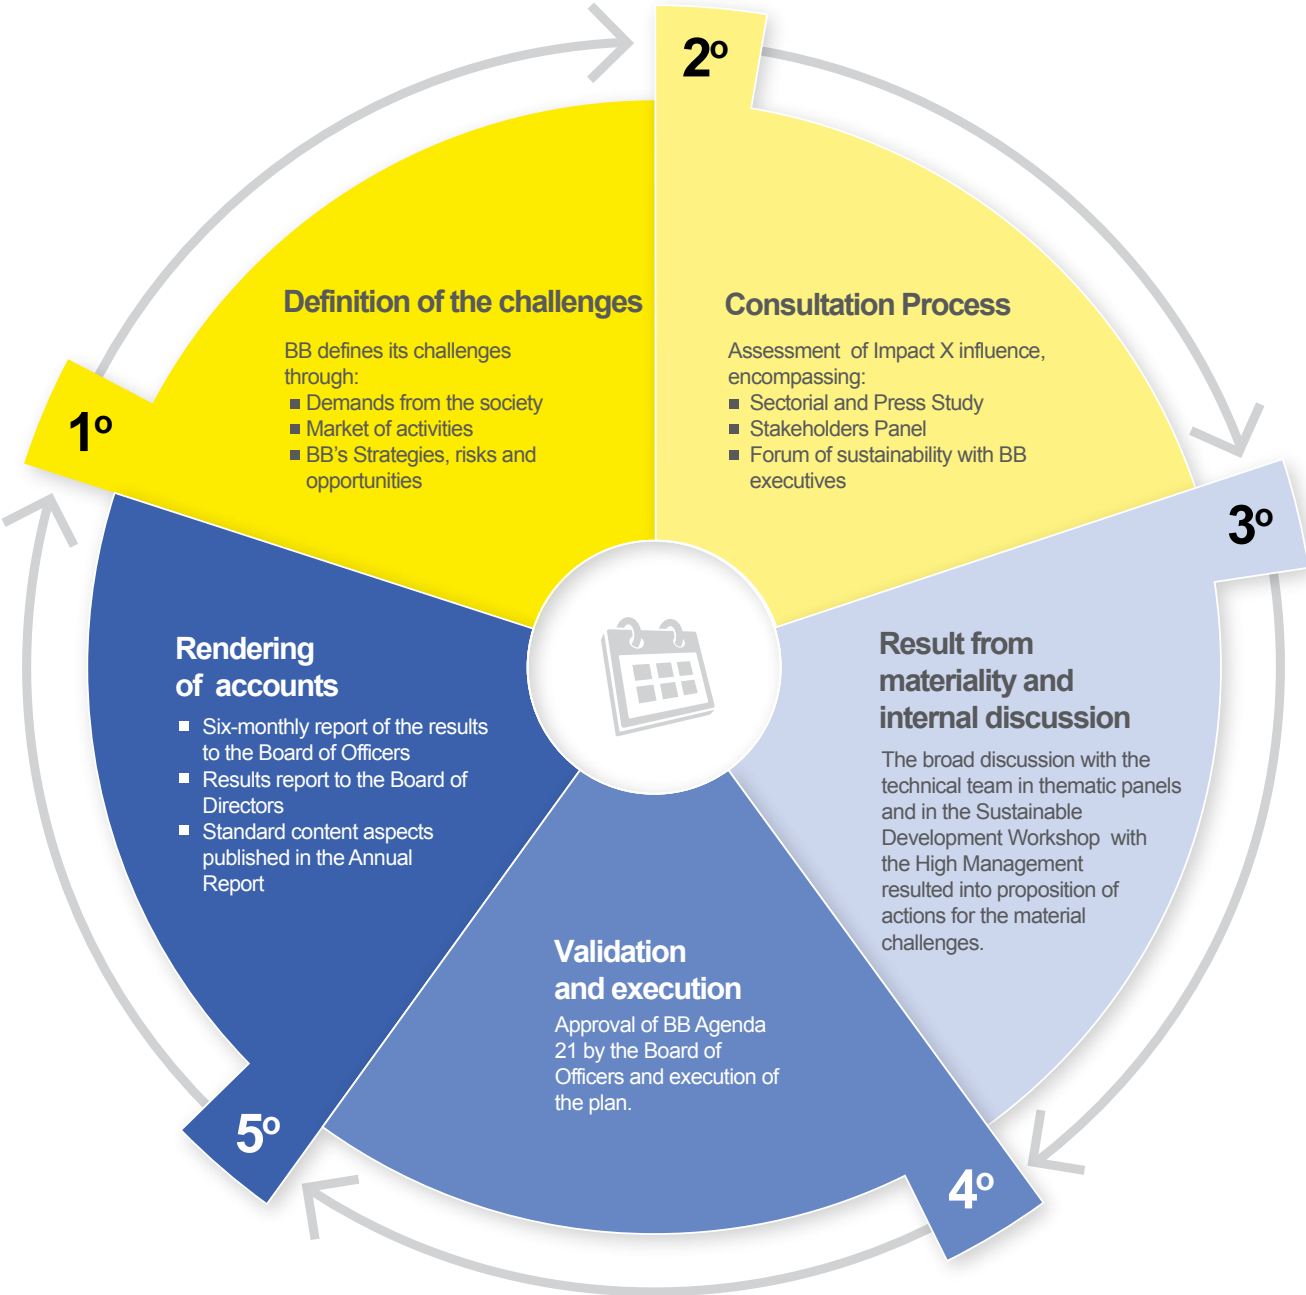 1º
Definition of the challenges
BB defines its challenges
through:
■ Demands from the society
■ Market of activities
■ BB's Strategies, risks and
opportunities
2º
Consultation Process
Assessment of Impact X influence,
encompassing:
■ Sectorial and Press Study
■ Stakeholders Panel
■ Forum of sustainability with BB
executives
3º
Result from
materiality and
internal discussion
The broad discussion with the
technical team in thematic panels
and in the Sustainable
Development Workshop with
the High Management
resulted into proposition of
actions for the material
challenges.
4º
Validation
and execution
Approval of BB Agenda
21 by the Board of
Officers and execution of
the plan.
5º
Rendering
of accounts
■ Six-monthly report of the results
to the Board of Officers
■ Results report to the Board of
Directors
■ Standard content aspects
published in the Annual
Report